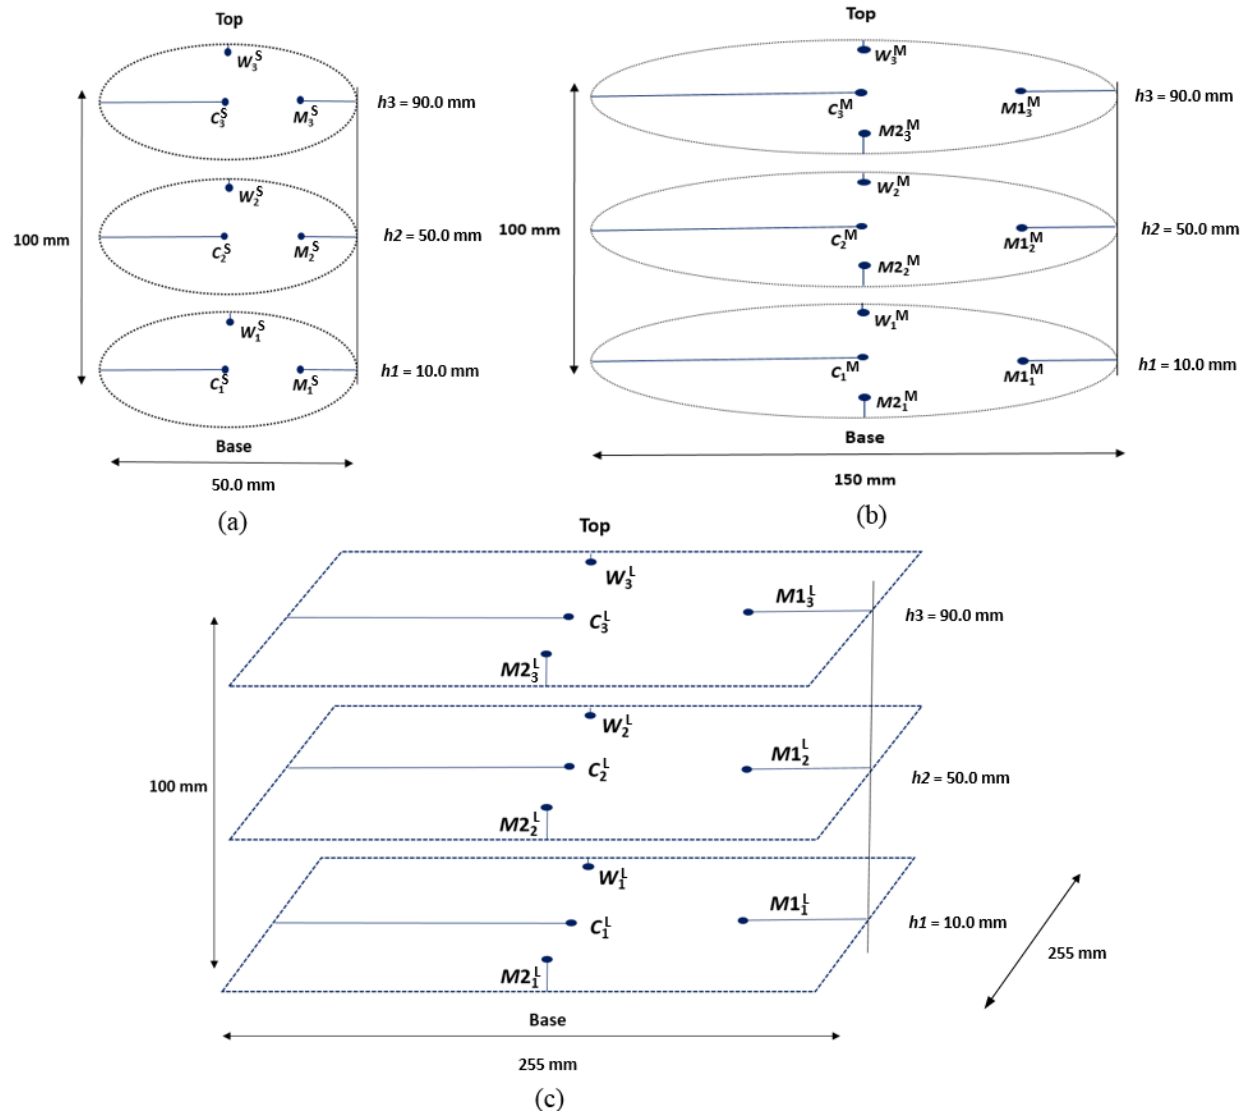 Top
W₃ˢ
C₃ˢ
M₃ˢ
h3 = 90.0 mm
W₂ˢ
100 mm
C₂ˢ
M₂ˢ
h2 = 50.0 mm
W₁ˢ
C₁ˢ
M₁ˢ
h1 = 10.0 mm
Base
50.0 mm
(a)
Top
W₃ᴹ
C₃ᴹ
M1₃ᴹ
h3 = 90.0 mm
M2₃ᴹ
W₂ᴹ
100 mm
C₂ᴹ
M1₂ᴹ
h2 = 50.0 mm
M2₂ᴹ
W₁ᴹ
C₁ᴹ
M1₁ᴹ
h1 = 10.0 mm
M2₁ᴹ
Base
150 mm
(b)
Top
W₃ᴸ
M1₃ᴸ
C₃ᴸ
h3 = 90.0 mm
M2₃ᴸ
W₂ᴸ
M1₂ᴸ
C₂ᴸ
h2 = 50.0 mm
100 mm
M2₂ᴸ
W₁ᴸ
M1₁ᴸ
C₁ᴸ
h1 = 10.0 mm
M2₁ᴸ
255 mm
Base
255 mm
(c)